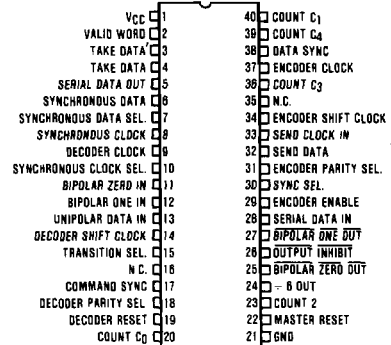 VCC 1
VALID WORD 2
TAKE DATA' 3
TAKE DATA 4
SERIAL DATA OUT 5
SYNCHRONOUS DATA 6
SYNCHRONOUS DATA SEL. 7
SYNCHRONOUS CLOCK 8
DECODER CLOCK 9
SYNCHRONOUS CLOCK SEL. 10
BIPOLAR ZERO IN 11
BIPOLAR ONE IN 12
UNIPOLAR DATA IN 13
DECODER SHIFT CLOCK 14
TRANSITION SEL. 15
N.C. 16
COMMAND SYNC 17
DECODER PARITY SEL 18
DECODER RESET 19
COUNT C0 20
40 COUNT C1
39 COUNT C4
38 DATA SYNC
37 ENCODER CLOCK
36 COUNT C3
35 N.C.
34 ENCODER SHIFT CLOCK
33 SEND CLOCK IN
32 SEND DATA
31 ENCODER PARITY SEL.
30 SYNC SEL.
29 ENCODER ENABLE
28 SERIAL DATA IN
27 BIPOLAR ONE OUT
26 OUTPUT INHIBIT
25 BIPOLAR ZERO OUT
24 ÷ 6 OUT
23 COUNT 2
22 MASTER RESET
21 GND